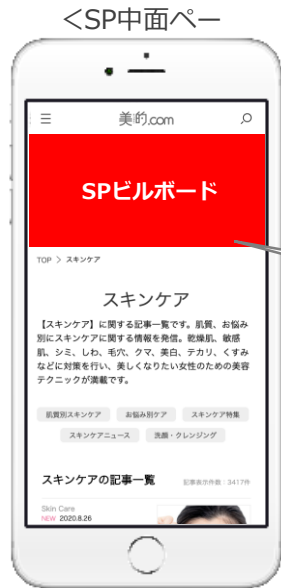 <SP中面ペー
美的.com
SPビルボード
TOP > スキンケア
スキンケア
【スキンケア】に関する記事一覧です。肌質、お悩み
別にスキンケアに関する情報を発信。乾燥肌、敏感
肌、シミ、しわ、毛穴、クマ、美白、テカリ、くすみ
などに対策を行い、美しくなりたい女性のための美容
テクニックが満載です。
肌質別スキンケア お悩み別ケア スキンケア特集
スキンケアニュース 洗顔・クレンジング
スキンケアの記事一覧 記事表示件数：3417件
Skin Care
NEW 2020.8.26